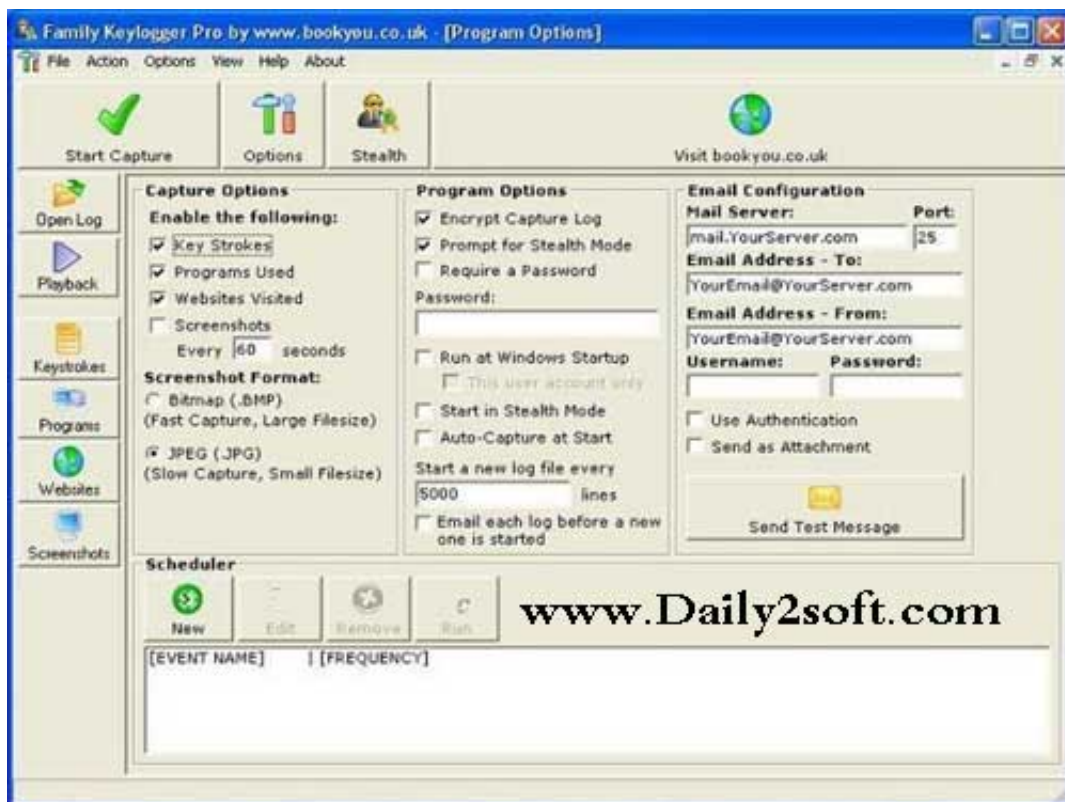 Family Keylogger Pro by www.bookyou.co.uk - [Program Options]
File Action Options View Help About
Start Capture
Options
Stealth
Visit bookyou.co.uk
Open Log
Playback
Keystrokes
Programs
Websites
Screenshots
Capture Options
Enable the following:
Key Strokes
Programs Used
Websites Visited
Screenshots
Every 60 seconds
Screenshot Format:
Bitmap (.BMP)
(Fast Capture, Large Filesize)
JPEG (.JPG)
(Slow Capture, Small Filesize)
Program Options
Encrypt Capture Log
Prompt for Stealth Mode
Require a Password
Password:
Run at Windows Startup
This user account only
Start in Stealth Mode
Auto-Capture at Start
Start a new log file every
5000 lines
Email each log before a new
one is started
Email Configuration
Mail Server: Port:
mail.YourServer.com 25
Email Address - To:
YourEmail@YourServer.com
Email Address - From:
YourEmail@YourServer.com
Username: Password:
Use Authentication
Send as Attachment
Send Test Message
Scheduler
New
Edit
Remove
Run
www.Daily2soft.com
[EVENT NAME] | [FREQUENCY]